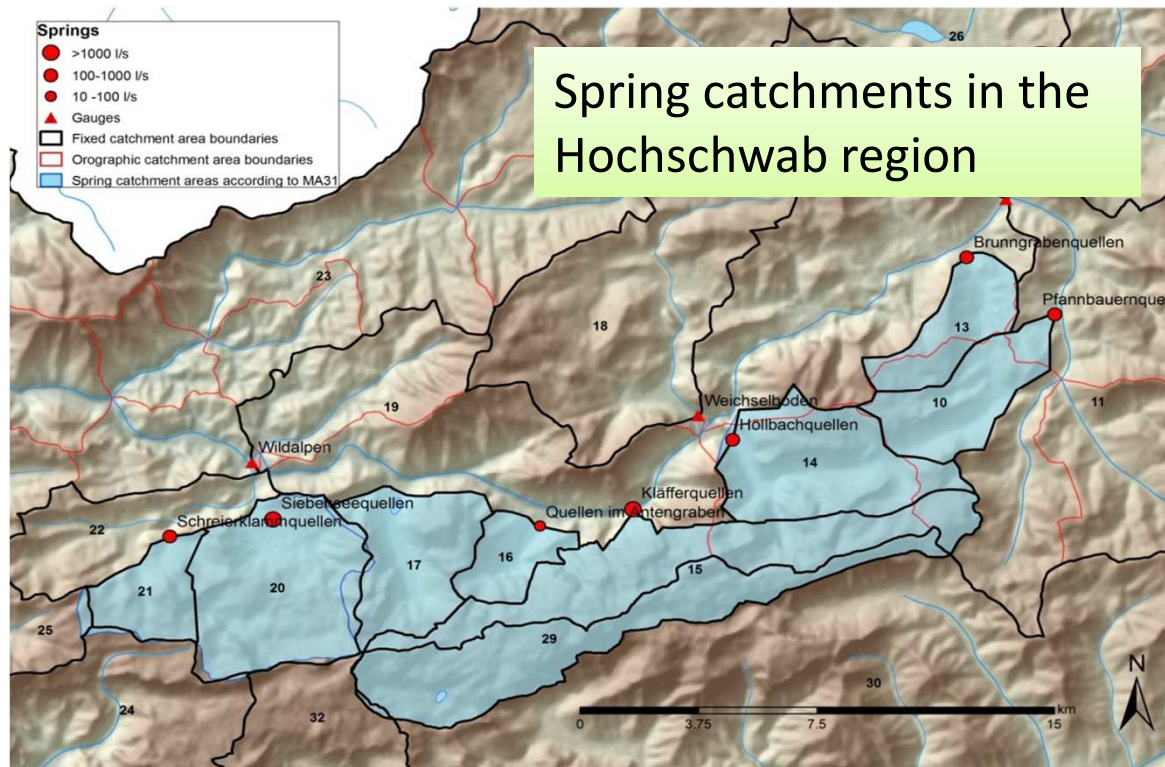 Springs
>1000 l/s
100-1000 l/s
10 -100 l/s
Gauges
Fixed catchment area boundaries
Orographic catchment area boundaries
Spring catchment areas according to MA31
26
Spring catchments in the
Hochschwab region
Brunngrabenquellen
23
Pfannbauernque
18
13
19
Weichselboden
10
11
Höllbachquellen
Wildalpen
14
Kläfferquellen
Siebenseequellen
Quellen im Antengraben
Schreierklammquellen
22
16
17
15
20
21
25
29
30
24
32
N
km
0
3.75
7.5
15